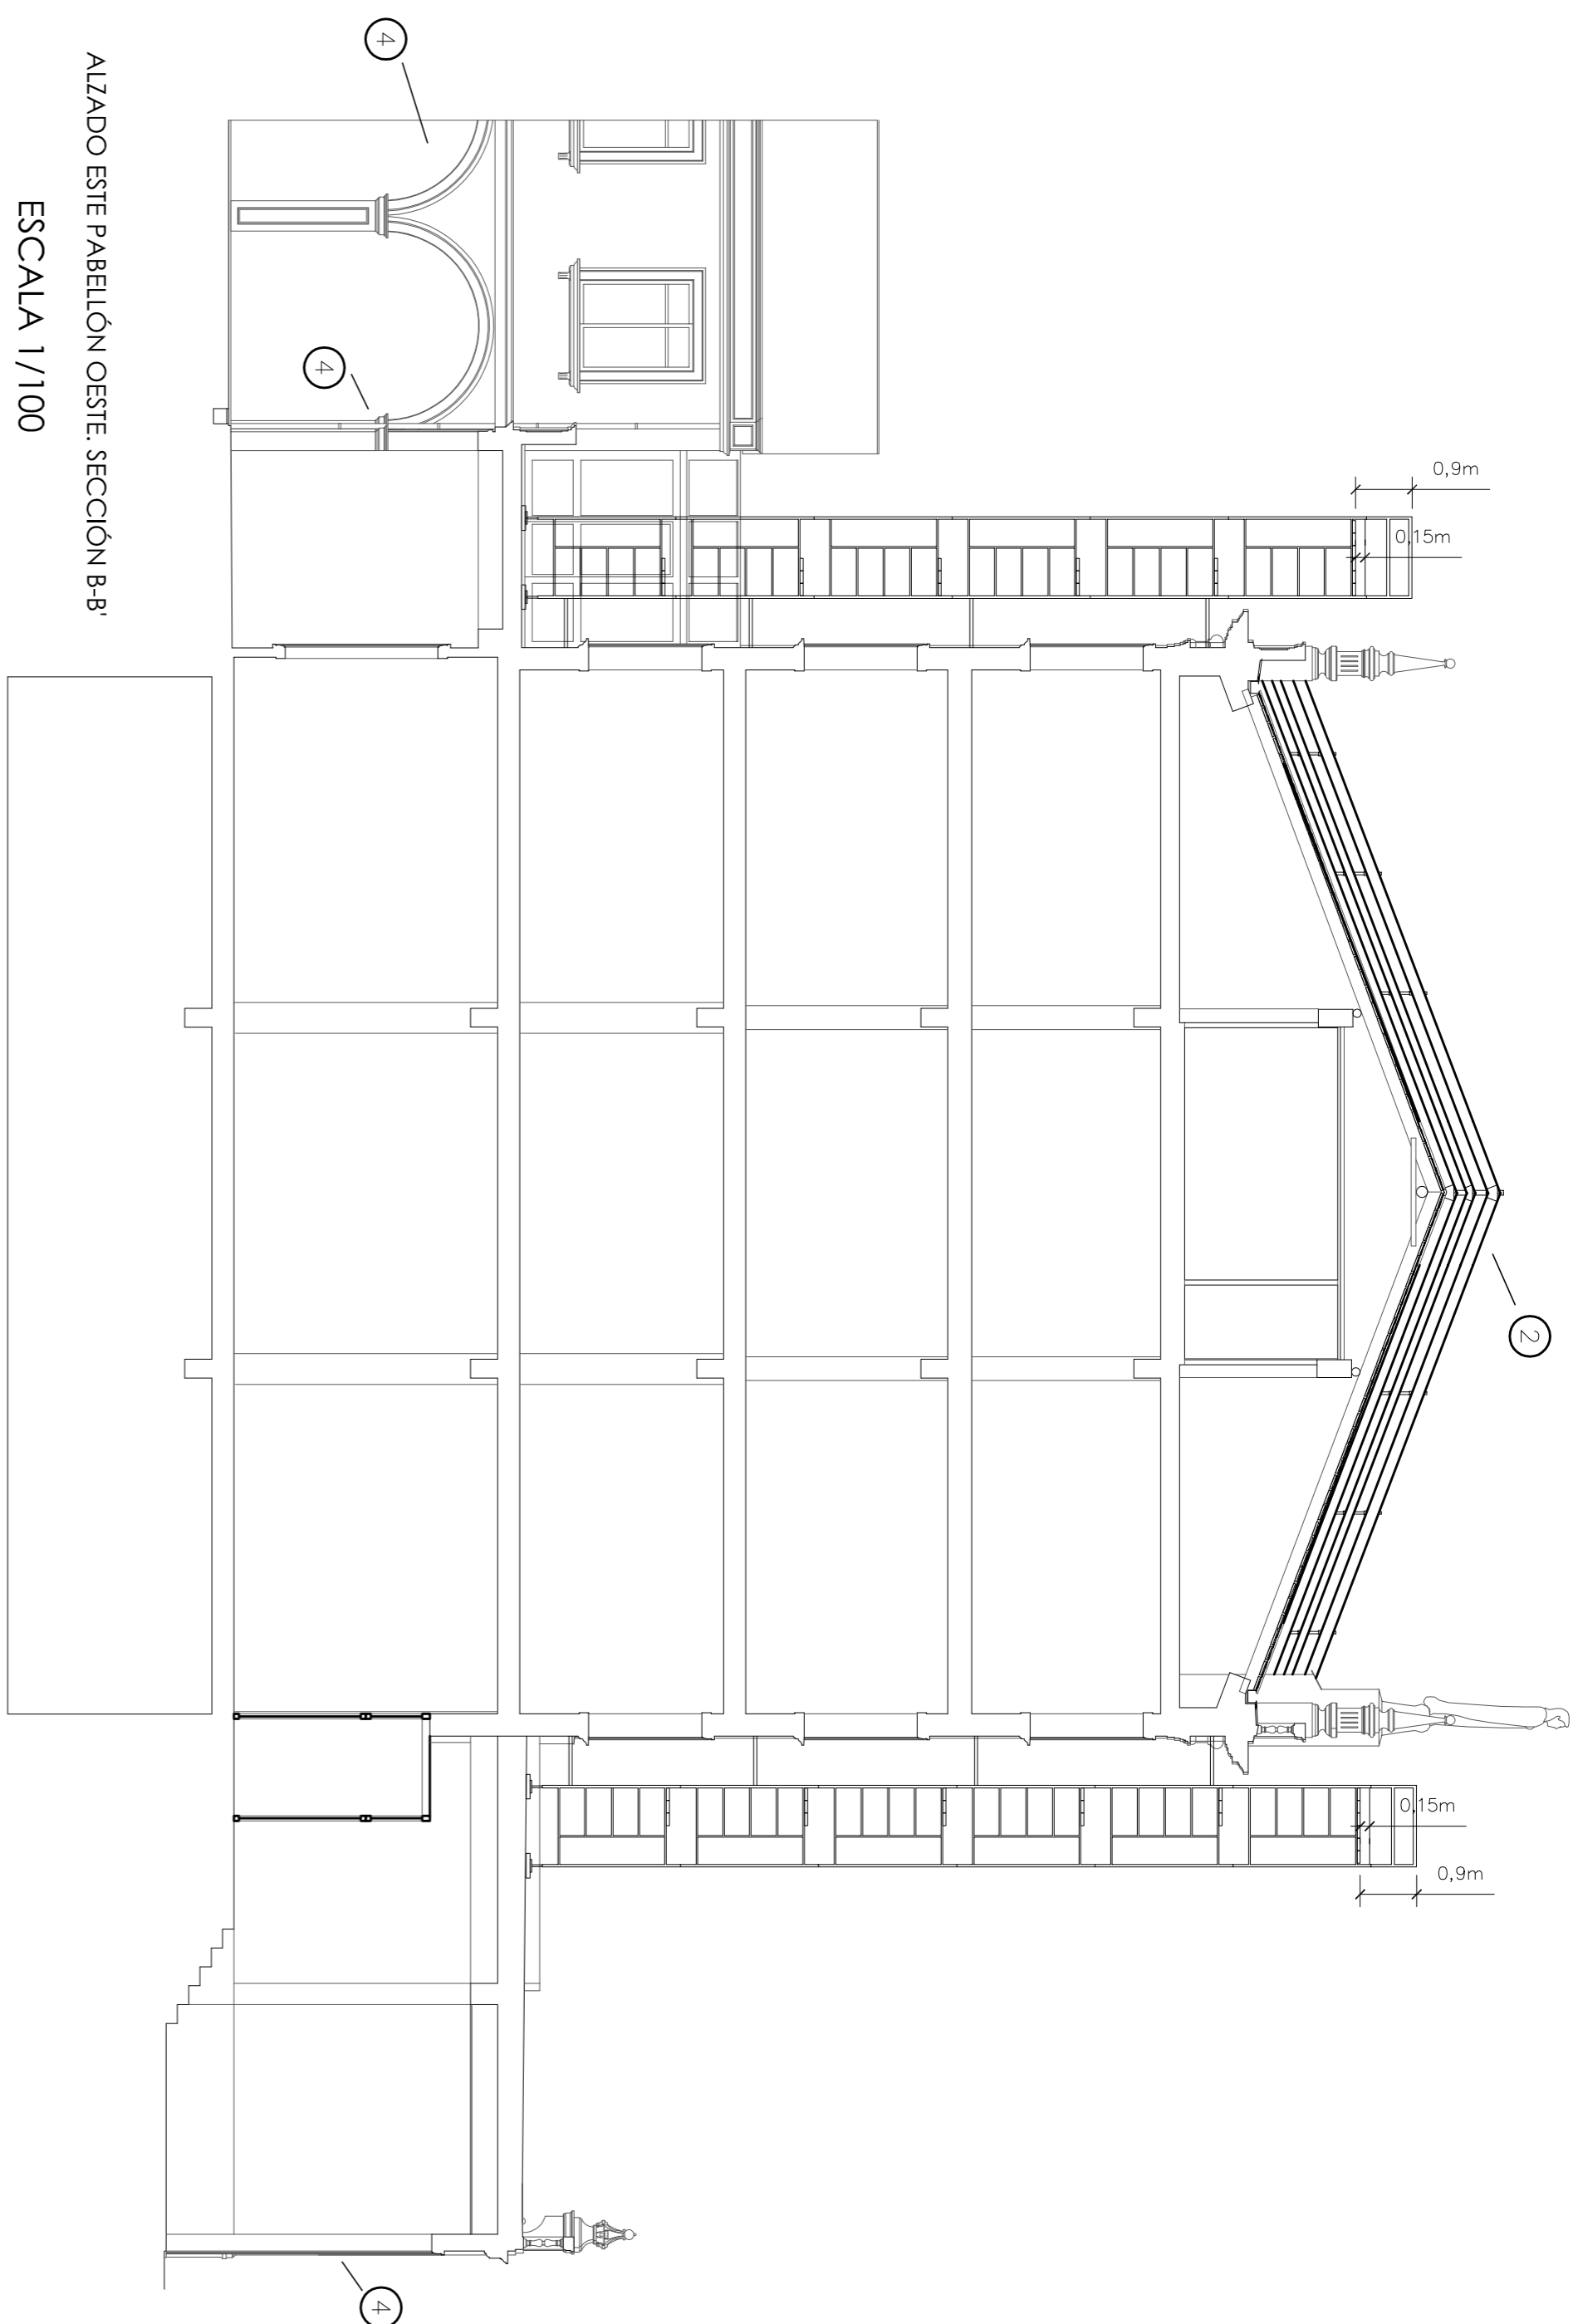 4
ALZADO ESTE PABELLÓN OESTE. SECCIÓN B-B'
ESCALA 1/100
4
0,9m
0,15m
2
0,15m
0,9m
4